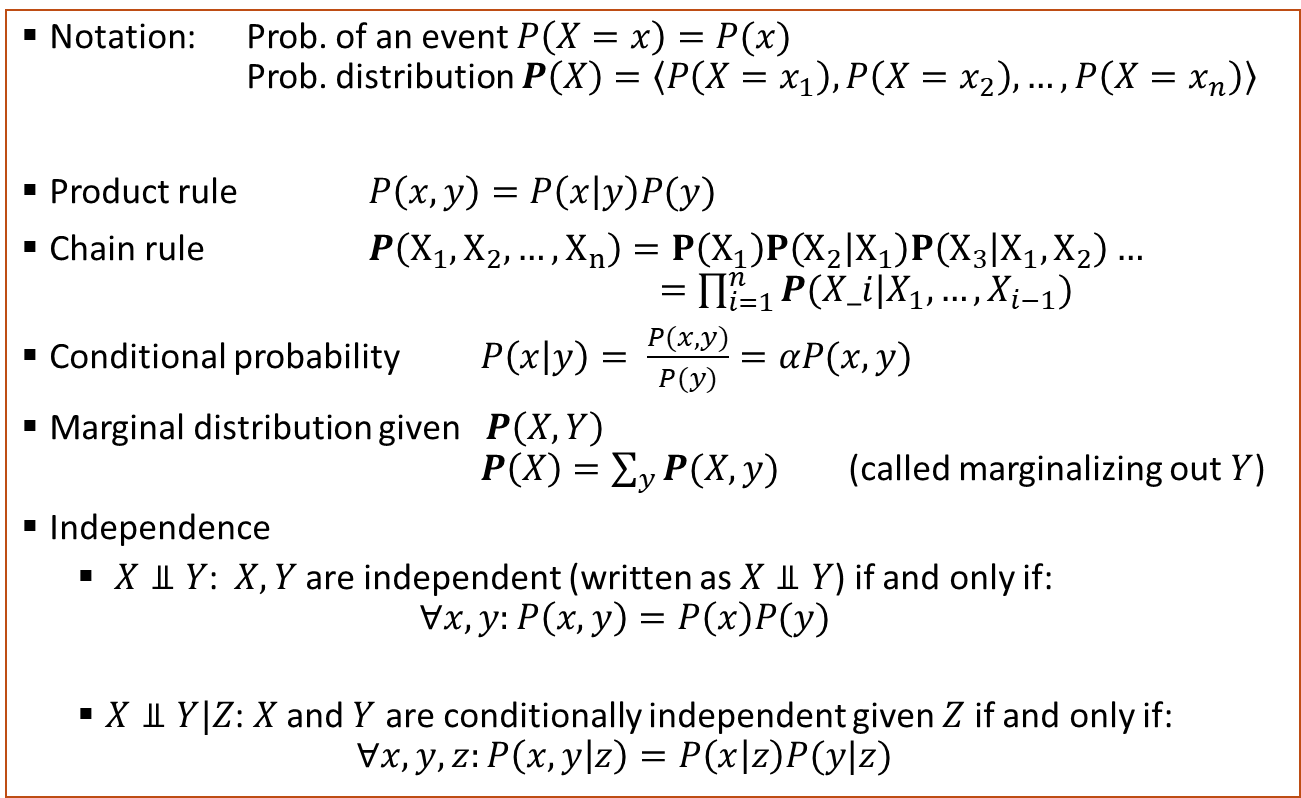 ▪ Notation: Prob. of an event P(X = x) = P(x)
Prob. distribution P(X) = ⟨P(X = x₁), P(X = x₂), … , P(X = xₙ)⟩
▪ Product rule P(x, y) = P(x|y)P(y)
▪ Chain rule P(X₁, X₂, … , Xₙ) = P(X₁)P(X₂|X₁)P(X₃|X₁, X₂) …
= ∏ⁿᵢ₌₁ P(X_i|X₁, … , Xᵢ₋₁)
▪ Conditional probability P(x|y) = P(x,y)/P(y) = αP(x, y)
▪ Marginal distribution given P(X, Y)
P(X) = ∑y P(X, y) (called marginalizing out Y)
▪ Independence
▪ X ⫫ Y: X, Y are independent (written as X ⫫ Y) if and only if:
∀x, y: P(x, y) = P(x)P(y)
▪ X ⫫ Y|Z: X and Y are conditionally independent given Z if and only if:
∀x, y, z: P(x, y|z) = P(x|z)P(y|z)